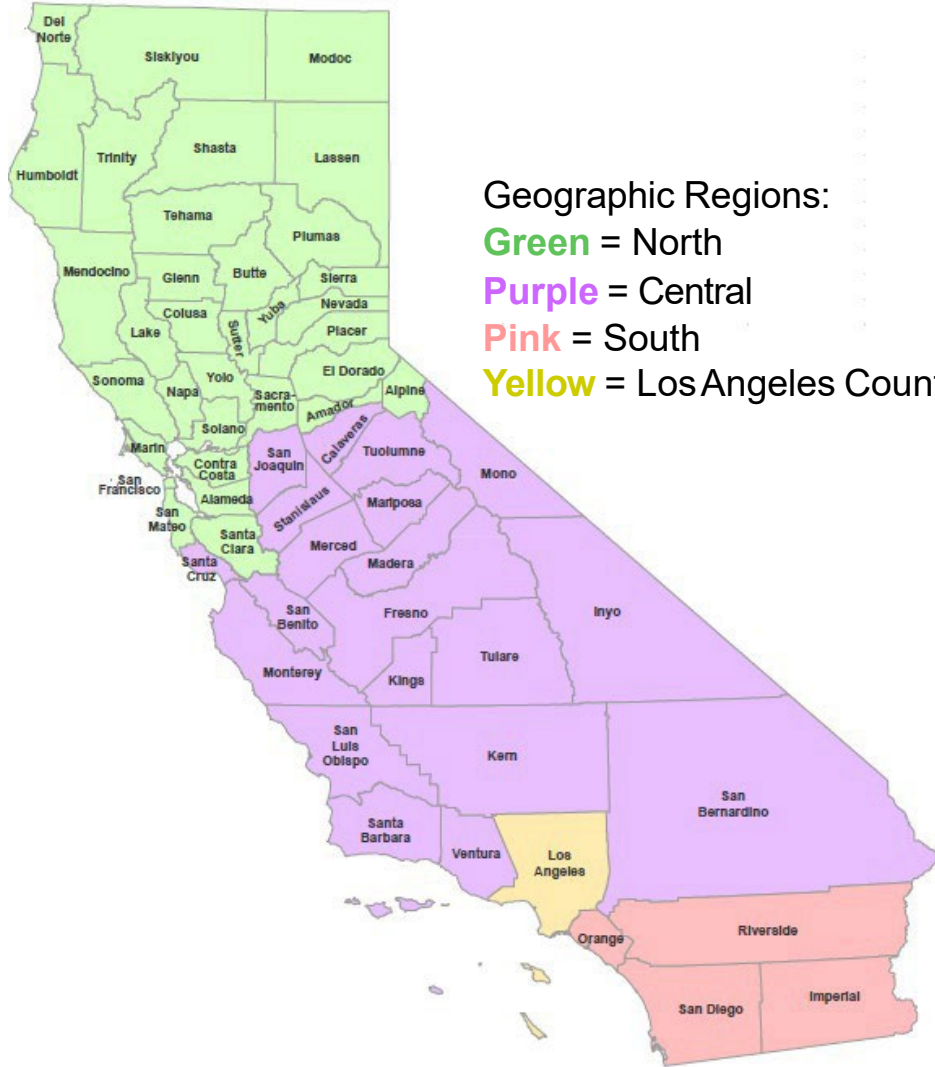 Del
Norte
Siskiyou
Modoc
Humboldt
Trinity
Shasta
Lassen
Tehama
Plumas
Mendocino
Glenn
Butte
Sierra
Nevada
Yuba
Colusa
Placer
Lake
Sutter
Sonoma
Napa
Yolo
El Dorado
Sacra-
mento
Alpine
Amador
Solano
Marin
Contra
Costa
San
Joaquin
Calaveras
Tuolumne
Mono
San
Francisco
Alameda
Stanislaus
Mariposa
San
Mateo
Santa
Clara
Merced
Madera
Santa
Cruz
San
Benito
Fresno
Inyo
Monterey
Kings
Tulare
San
Luis
Obispo
Kern
San
Bernardino
Santa
Barbara
Ventura
Los
Angeles
Orange
Riverside
San Diego
Imperial
Geographic Regions:
Green = North
Purple = Central
Pink = South
Yellow = Los Angeles Coun